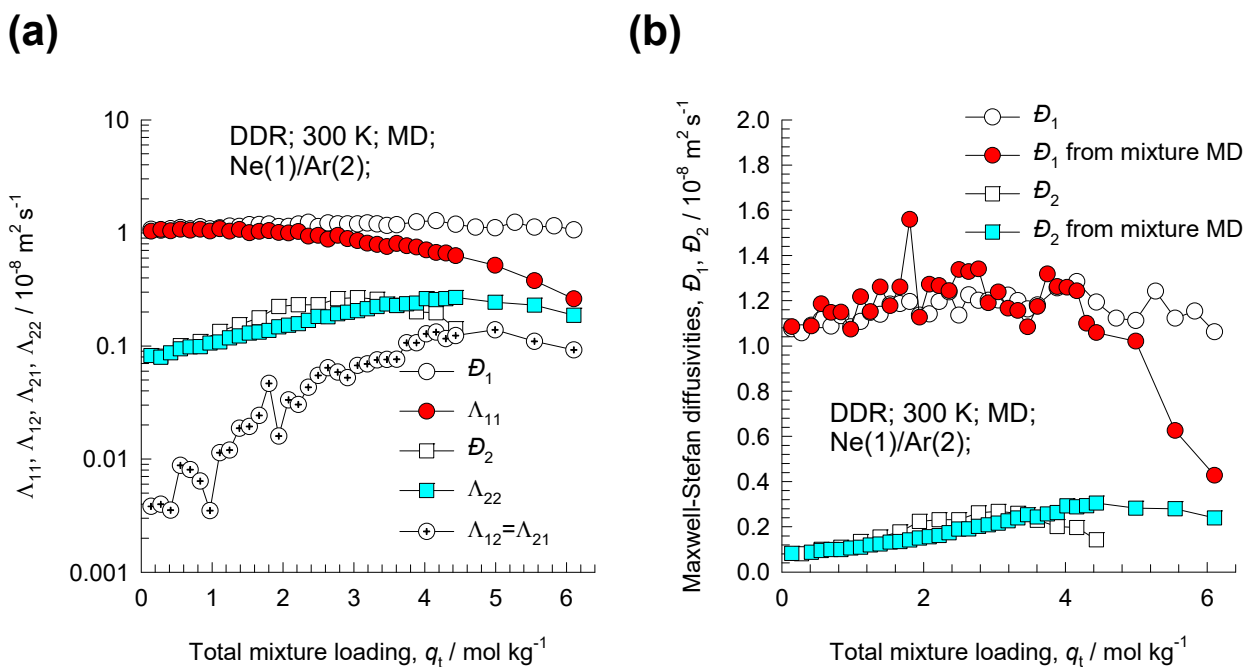 (a)
Λ11, Λ12, Λ21, Λ22 / 10-8 m2 s-1
10
1
0.1
0.01
0.001
DDR; 300 K; MD;
Ne(1)/Ar(2);
Đ1
Λ11
Đ2
Λ22
Λ12=Λ21
0 1 2 3 4 5 6
Total mixture loading, qt / mol kg-1
(b)
Maxwell-Stefan diffusivities, Đ1, Đ2 / 10-8 m2 s-1
2.0
1.8
1.6
1.4
1.2
1.0
0.8
0.6
0.4
0.2
0.0
Đ1
Đ1 from mixture MD
Đ2
Đ2 from mixture MD
DDR; 300 K; MD;
Ne(1)/Ar(2);
0 2 4 6
Total mixture loading, qt / mol kg-1